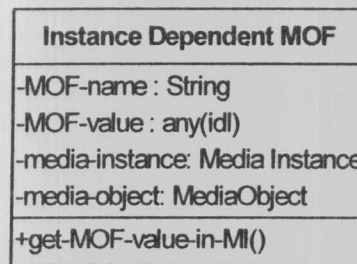 Instance Dependent MOF
-MOF-name : String
-MOF-value : any(idl)
-media-instance: Media Instance
-media-object: MediaObject
+get-MOF-value-in-MI()